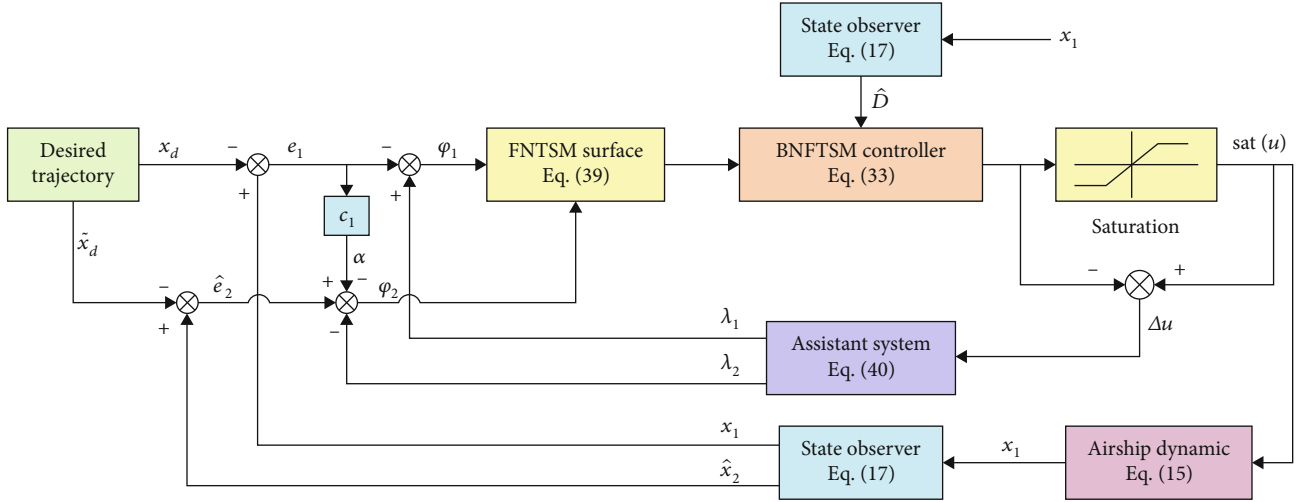 State observer
Eq. (17)
x₁
D̂
Desired
trajectory
x_d
−
+
e₁
−
+
φ₁
FNTSM surface
Eq. (39)
BNFTSM controller
Eq. (33)
sat (u)
Saturation
c₁
α
x̃_d
−
+
ê₂
+
−
−
φ₂
−
+
Δu
λ₁
λ₂
Assistant system
Eq. (40)
x₁
x̂₂
State observer
Eq. (17)
x₁
Airship dynamic
Eq. (15)